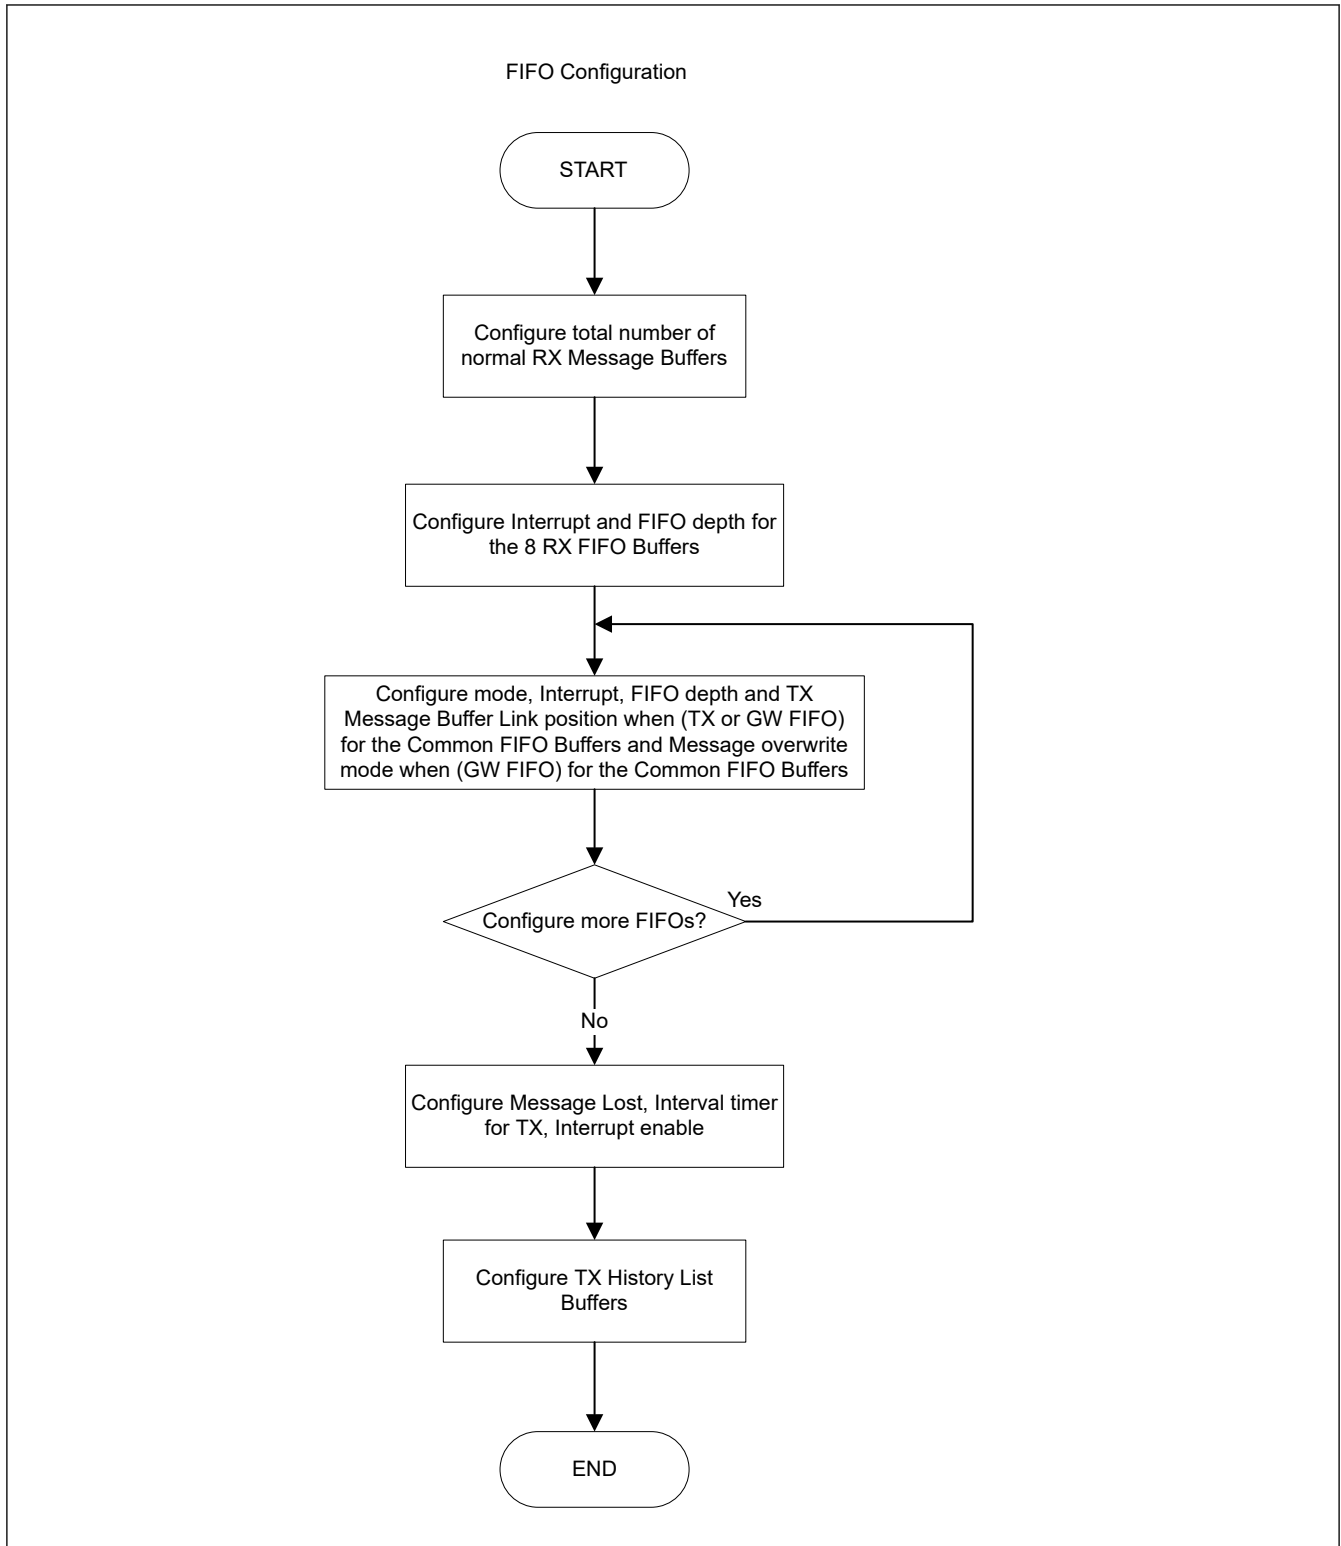 FIFO Configuration
START
Configure total number of
normal RX Message Buffers
Configure Interrupt and FIFO depth for
the 8 RX FIFO Buffers
Configure mode, Interrupt, FIFO depth and TX
Message Buffer Link position when (TX or GW FIFO)
for the Common FIFO Buffers and Message overwrite
mode when (GW FIFO) for the Common FIFO Buffers
Yes
Configure more FIFOs?
No
Configure Message Lost, Interval timer
for TX, Interrupt enable
Configure TX History List
Buffers
END